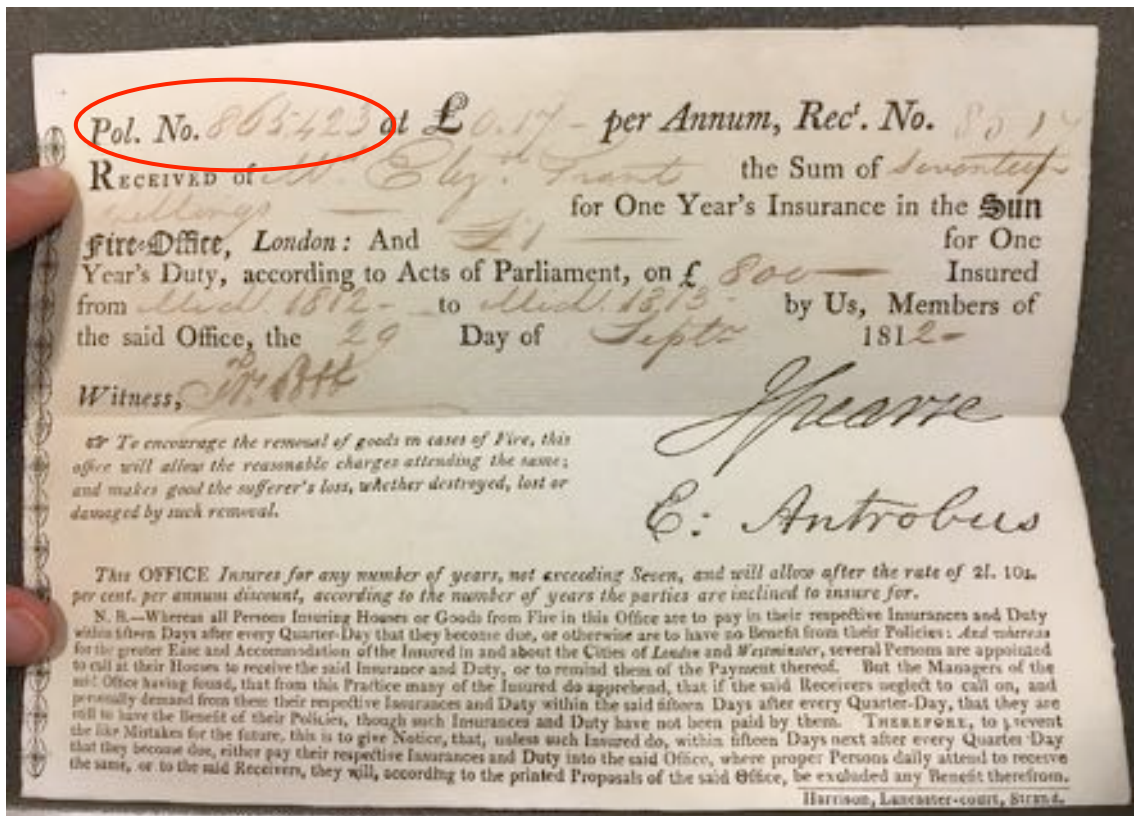 Pol. No. 865423 at £ 0.17 - per Annum, Rec.t No.
RECEIVED of Eliz.th the Sum of Seventeen
shillings — for One Year's Insurance in the Sun
Fire-Office, London: And £1 — for One
Year's Duty, according to Acts of Parliament, on £ 800 — Insured
from Mich.s 1812 - to Mich.s 1813 - by Us, Members of
the said Office, the 29 Day of Sept.r 1812 -
Witness,
☞ To encourage the removal of goods in cases of Fire, this
office will allow the reasonable charges attending the same;
and makes good the sufferer's loss, whether destroyed, lost or
damaged by such removal.
J Pearse
E: Antrobus
This OFFICE Insures for any number of years, not exceeding Seven, and will allow after the rate of 2l. 10s.
per cent. per annum discount, according to the number of years the parties are inclined to insure for.
N. B.—Whereas all Persons Insuring Houses or Goods from Fire in this Office are to pay in their respective Insurances and Duty
within fifteen Days after every Quarter-Day that they become due, or otherwise are to have no Benefit from their Policies: And whereas
for the greater Ease and Accommodation of the Insured in and about the Cities of London and Westminster, several Persons are appointed
to call at their Houses to receive the said Insurance and Duty, or to remind them of the Payment thereof. But the Managers of the
said Office having found, that from this Practice many of the Insured do apprehend, that if the said Receivers neglect to call on, and
personally demand from them their respective Insurances and Duty within the said fifteen Days after every Quarter-Day, that they are
still to have the Benefit of their Policies, though such Insurances and Duty have not been paid by them. THEREFORE, to prevent
the like Mistakes for the future, this is to give Notice, that, unless such Insured do, within fifteen Days next after every Quarter Day
that they become due, either pay their respective Insurances and Duty into the said Office, where proper Persons daily attend to receive
the same, or to the said Receivers, they will, according to the printed Proposals of the said Office, be excluded any Benefit therefrom.
Harrison, Lancaster-court, Strand.